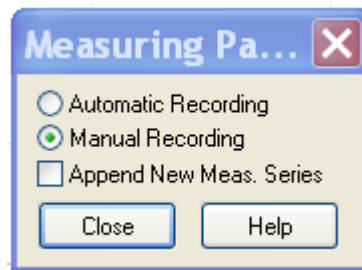 Measuring Pa...
Automatic Recording
Manual Recording
Append New Meas. Series
Close Help